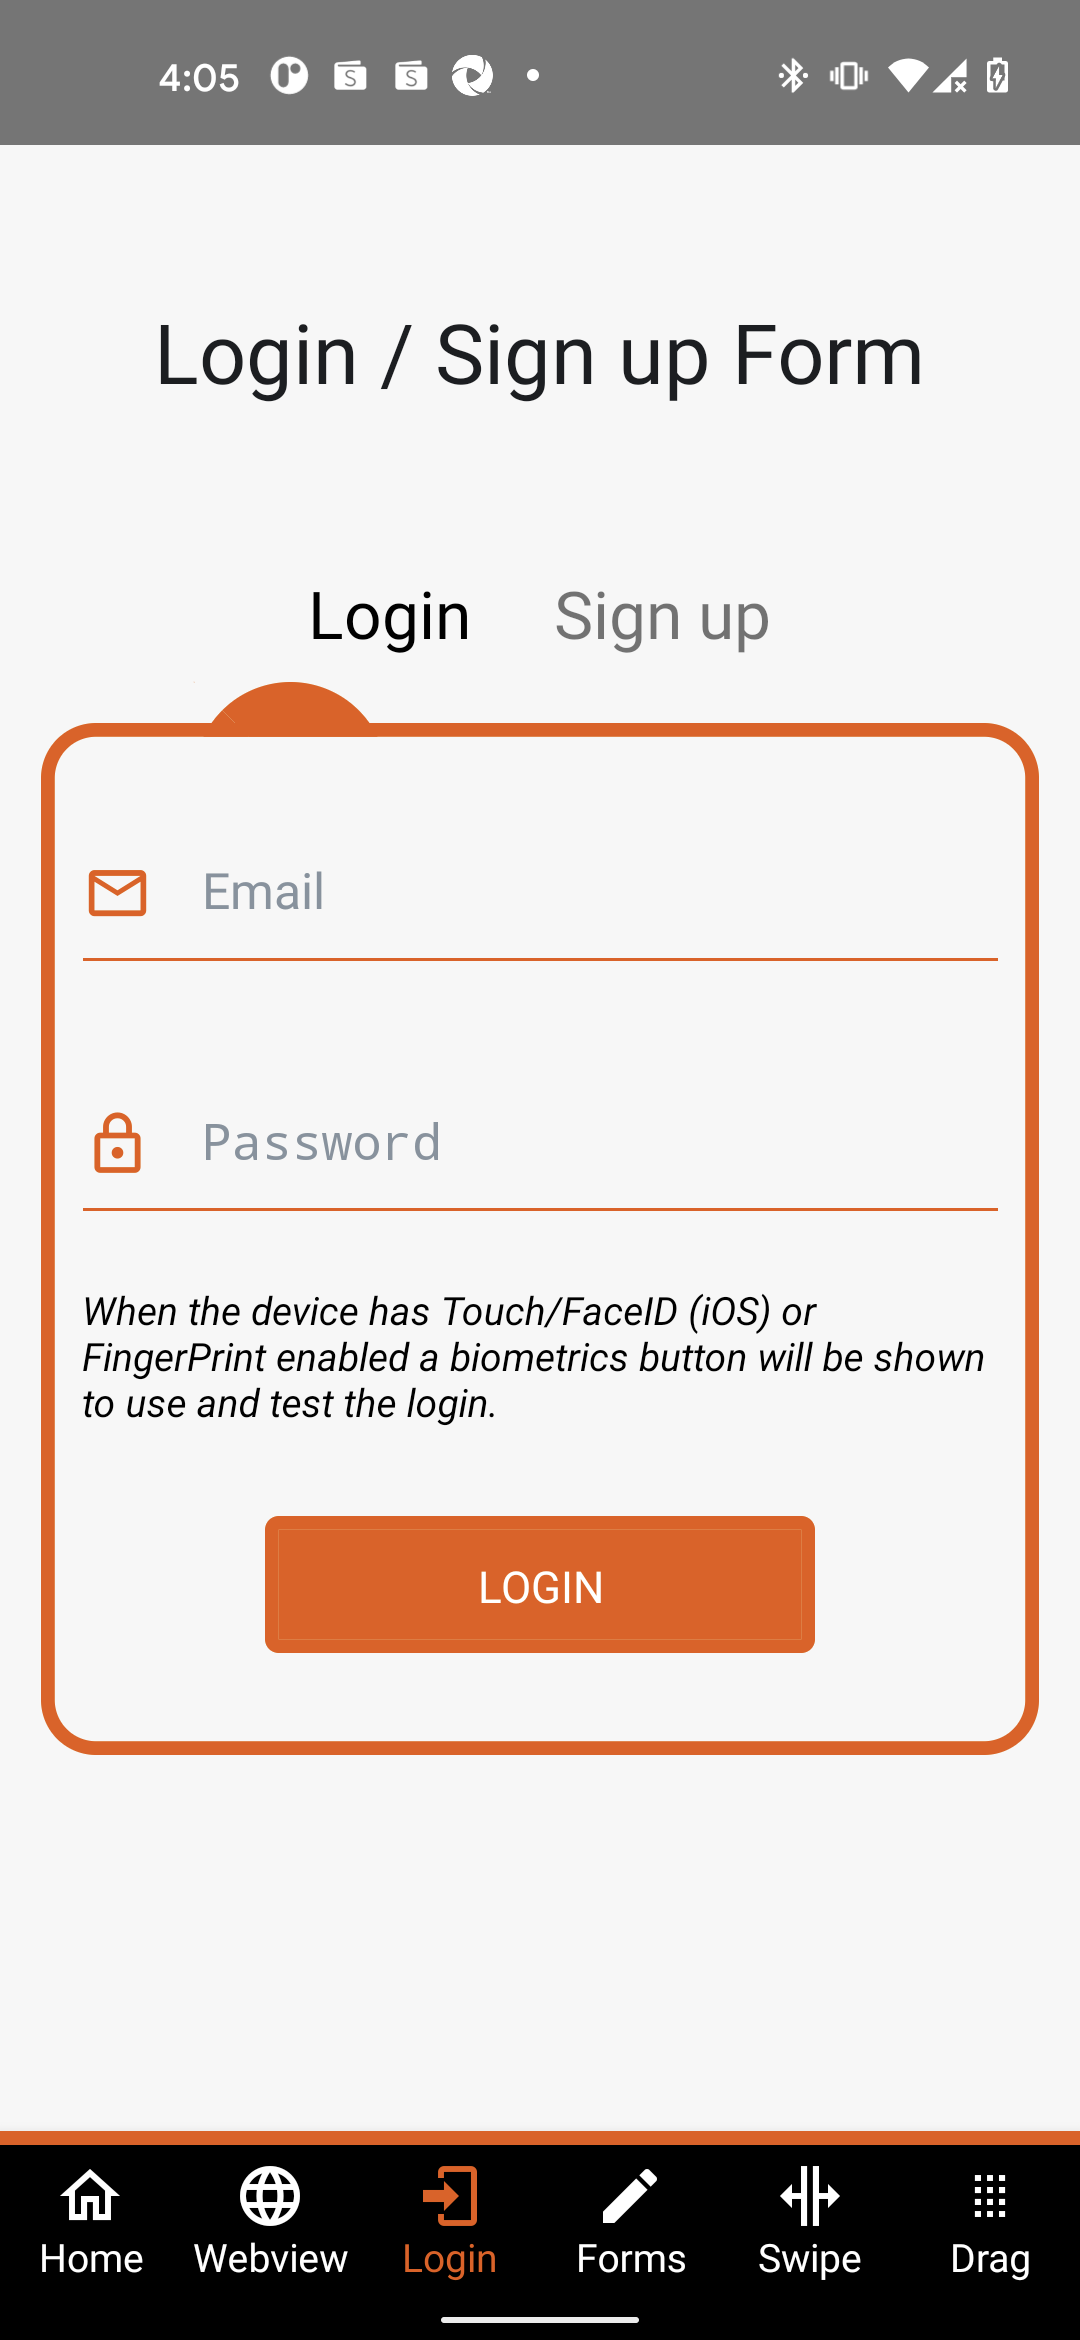 4:05
S S
Login / Sign up Form
Login Sign up
Email
Password
When the device has Touch/FaceID (iOS) or
FingerPrint enabled a biometrics button will be shown
to use and test the login.
LOGIN
Home Webview Login Forms Swipe Drag